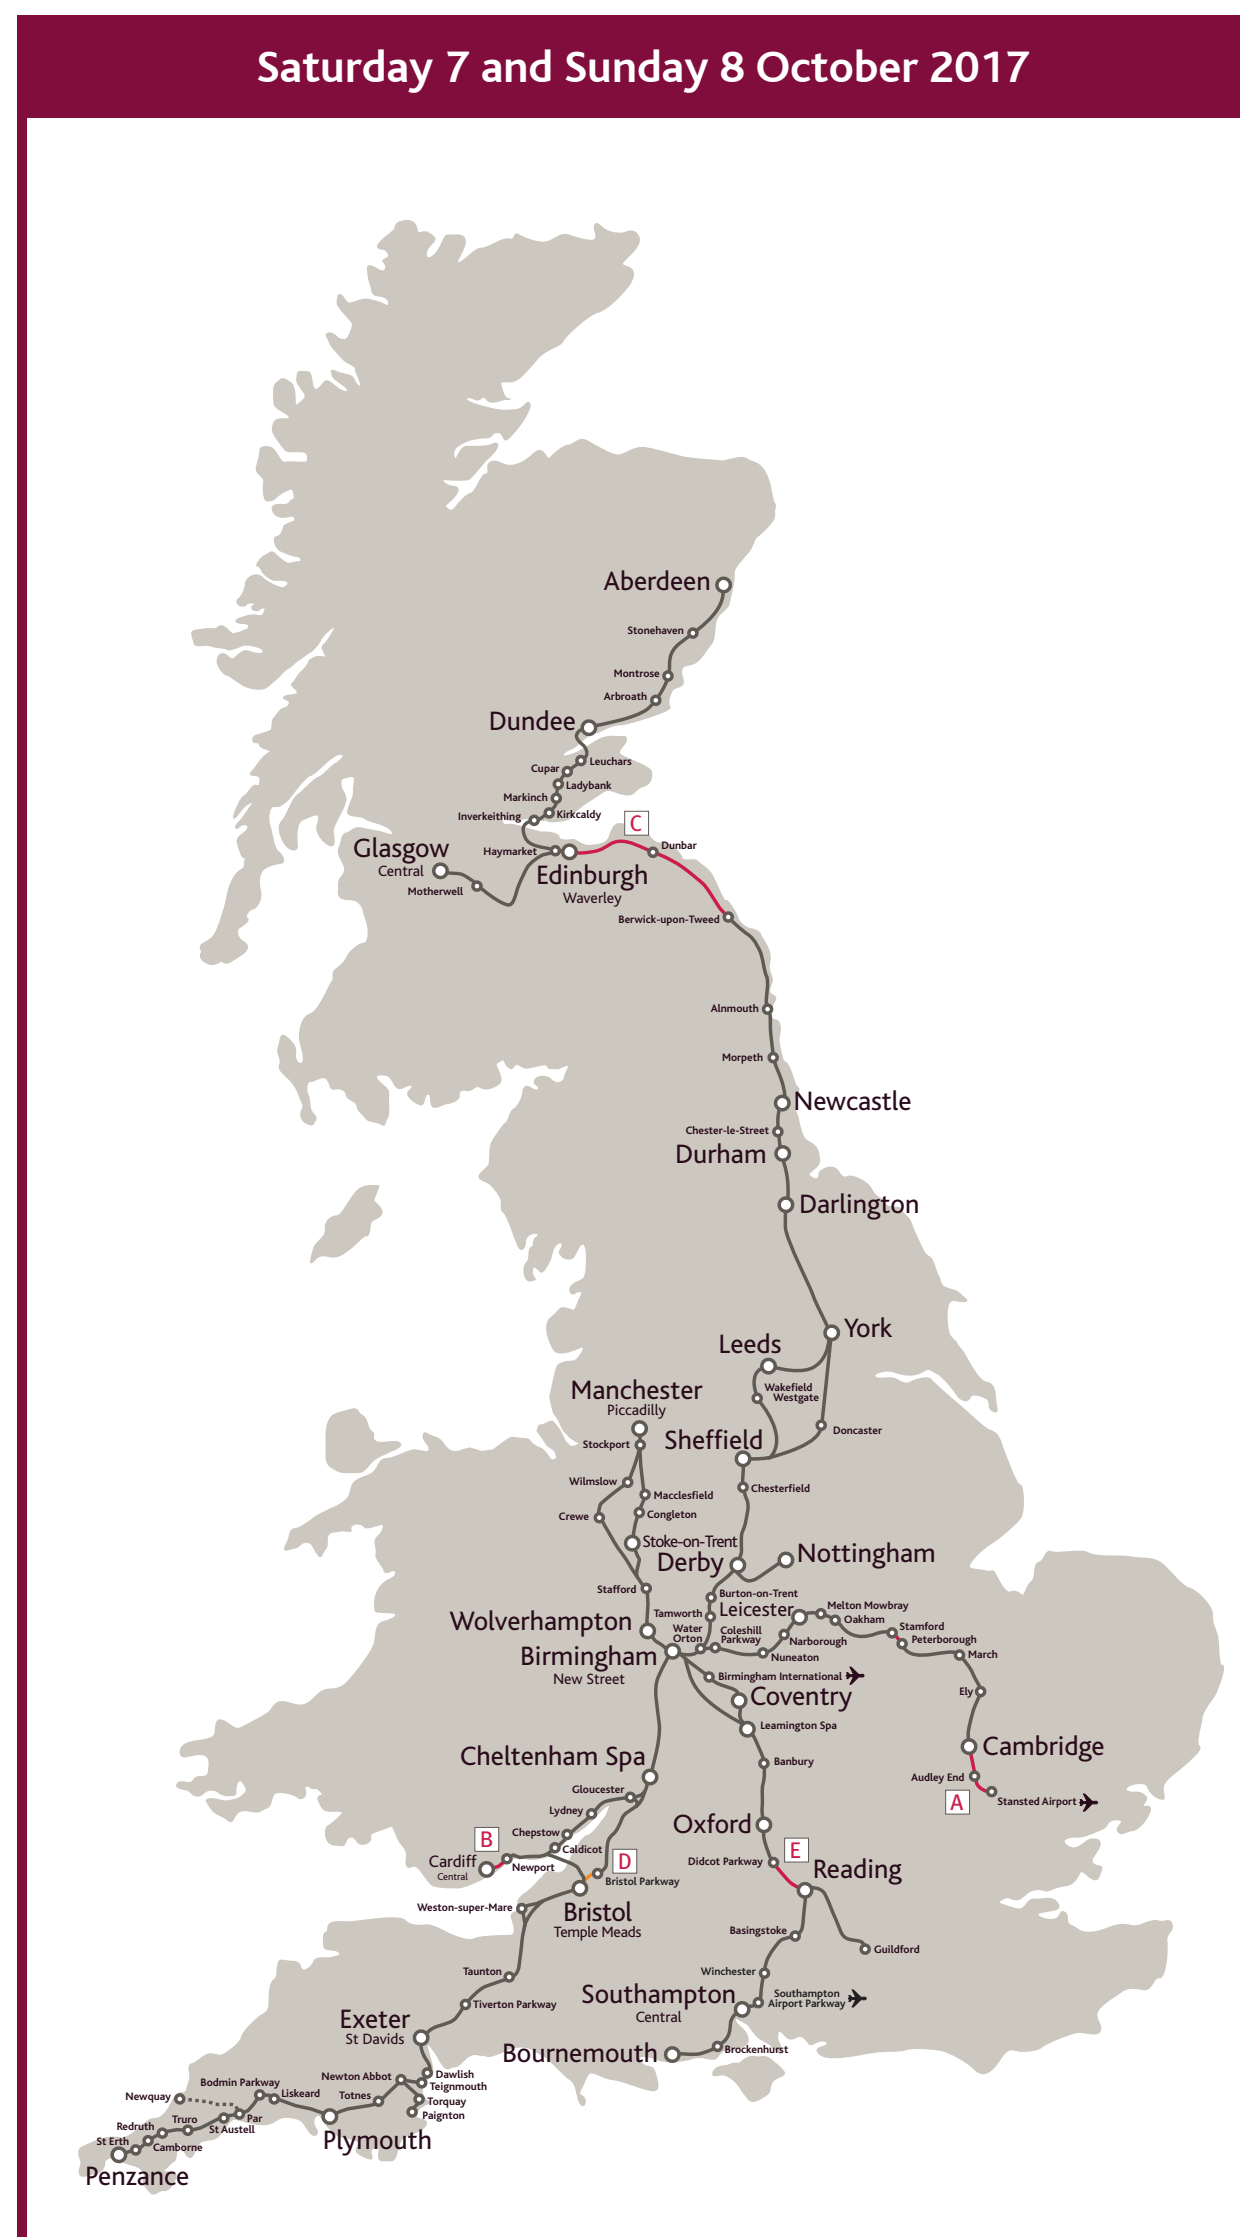 Saturday 7 and Sunday 8 October 2017
Aberdeen
Stonehaven
Montrose
Arbroath
Dundee
Leuchars
Cupar
Ladybank
Markinch
Kirkcaldy
Inverkeithing
C
Haymarket
Dunbar
Glasgow
Central
Edinburgh
Waverley
Motherwell
Berwick-upon-Tweed
Alnmouth
Morpeth
Newcastle
Chester-le-Street
Durham
Darlington
York
Leeds
Wakefield
Westgate
Manchester
Piccadilly
Doncaster
Stockport
Sheffield
Wilmslow
Chesterfield
Macclesfield
Crewe
Congleton
Stoke-on-Trent
Derby
Nottingham
Stafford
Burton-on-Trent
Tamworth
Leicester
Melton Mowbray
Oakham
Wolverhampton
Stamford
Water
Orton
Coleshill
Parkway
Narborough
Peterborough
Birmingham
New Street
Nuneaton
March
Birmingham International
Ely
Coventry
Leamington Spa
Cambridge
Cheltenham Spa
Banbury
Audley End
A
Stansted Airport
Gloucester
Lydney
Oxford
Chepstow
B
Caldicot
E
Cardiff
Central
Newport
D
Didcot Parkway
Reading
Bristol Parkway
Weston-super-Mare
Bristol
Temple Meads
Basingstoke
Guildford
Taunton
Winchester
Southampton
Central
Southampton
Airport Parkway
Tiverton Parkway
Exeter
St Davids
Bournemouth
Brockenhurst
Dawlish
Newton Abbot
Teignmouth
Bodmin Parkway
Liskeard
Totnes
Newquay
Torquay
Paignton
Par
Truro
St Austell
Redruth
Plymouth
St Erth
Camborne
Penzance